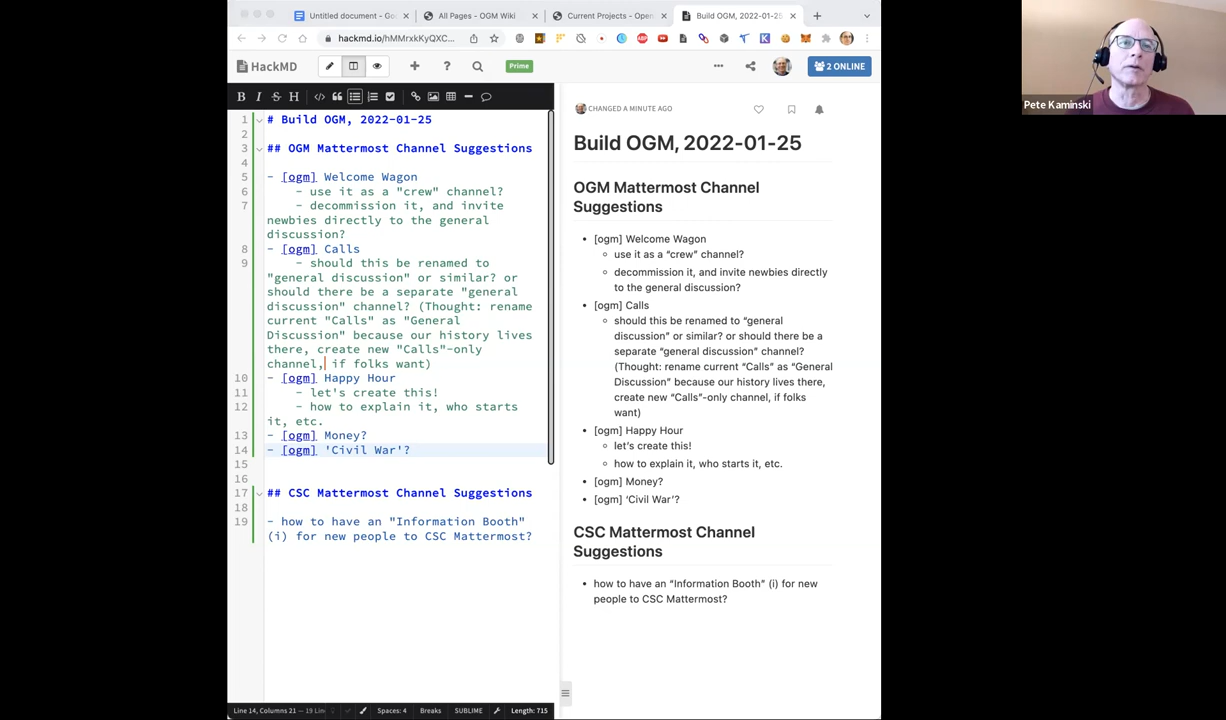 Untitled document - Go
All Pages - OGM Wiki
Current Projects - Open
Build OGM, 2022-01-25
hackmd.io/hMMrxkKyQXC...
HackMD
Prime
2 ONLINE
Pete Kaminski
1 # Build OGM, 2022-01-25
2
3 ## OGM Mattermost Channel Suggestions
4
5 - [ogm] Welcome Wagon
6 - use it as a "crew" channel?
7 - decommission it, and invite
newbies directly to the general
discussion?
8 - [ogm] Calls
9 - should this be renamed to
"general discussion" or similar? or
should there be a separate "general
discussion" channel? (Thought: rename
current "Calls" as "General
Discussion" because our history lives
there, create new "Calls"-only
channel, if folks want)
10 - [ogm] Happy Hour
11 - let's create this!
12 - how to explain it, who starts
it, etc.
13 - [ogm] Money?
14 - [ogm] 'Civil War'?
15
16
17 ## CSC Mattermost Channel Suggestions
18
19 - how to have an "Information Booth"
(i) for new people to CSC Mattermost?
Line 14, Columns 21 — 19 Lin
Spaces: 4
Breaks
SUBLIME
Length: 715
CHANGED A MINUTE AGO
Build OGM, 2022-01-25
OGM Mattermost Channel
Suggestions
• [ogm] Welcome Wagon
◦ use it as a “crew” channel?
◦ decommission it, and invite newbies directly
to the general discussion?
• [ogm] Calls
◦ should this be renamed to “general
discussion” or similar? or should there be a
separate “general discussion” channel?
(Thought: rename current “Calls” as “General
Discussion” because our history lives there,
create new “Calls”-only channel, if folks
want)
• [ogm] Happy Hour
◦ let’s create this!
◦ how to explain it, who starts it, etc.
• [ogm] Money?
• [ogm] ‘Civil War’?
CSC Mattermost Channel
Suggestions
• how to have an “Information Booth” (i) for new
people to CSC Mattermost?